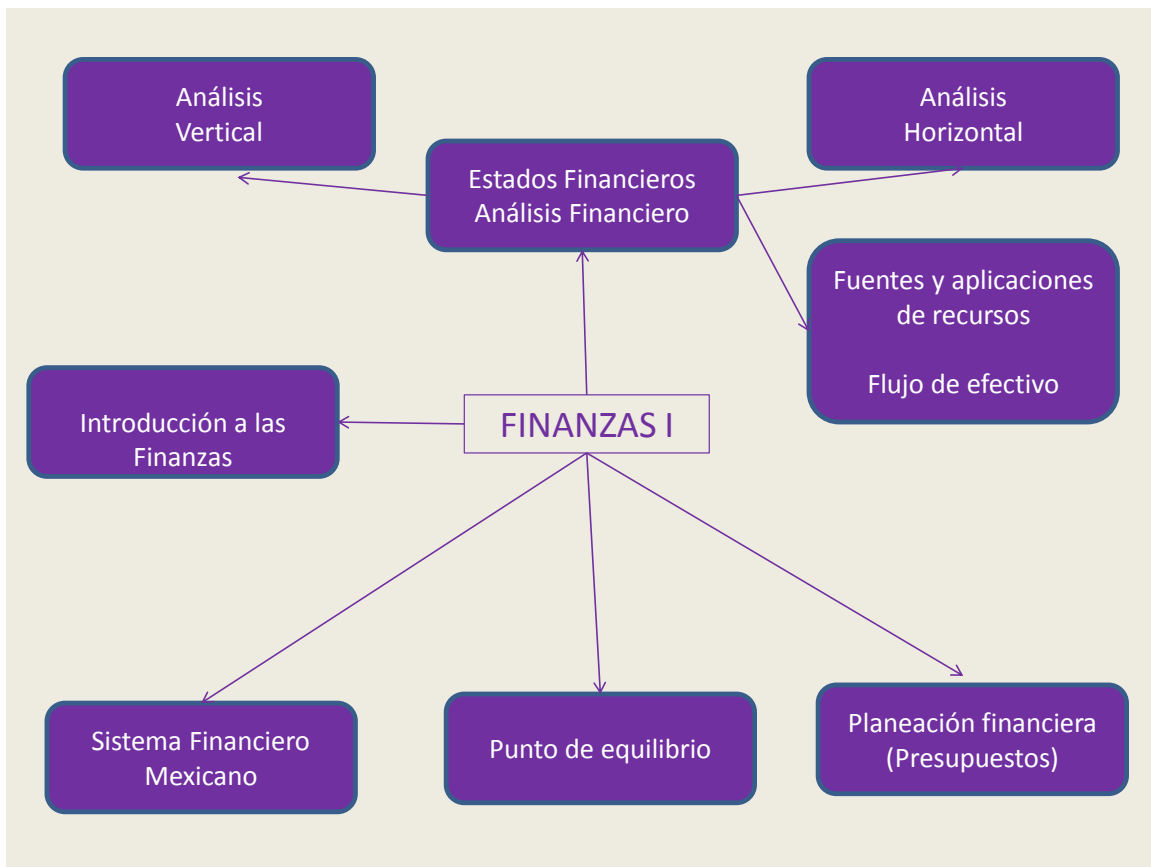 Análisis
Vertical
Análisis
Horizontal
Estados Financieros
Análisis Financiero
Fuentes y aplicaciones
de recursos
Flujo de efectivo
Introducción a las
Finanzas
FINANZAS I
Sistema Financiero
Mexicano
Punto de equilibrio
Planeación financiera
(Presupuestos)